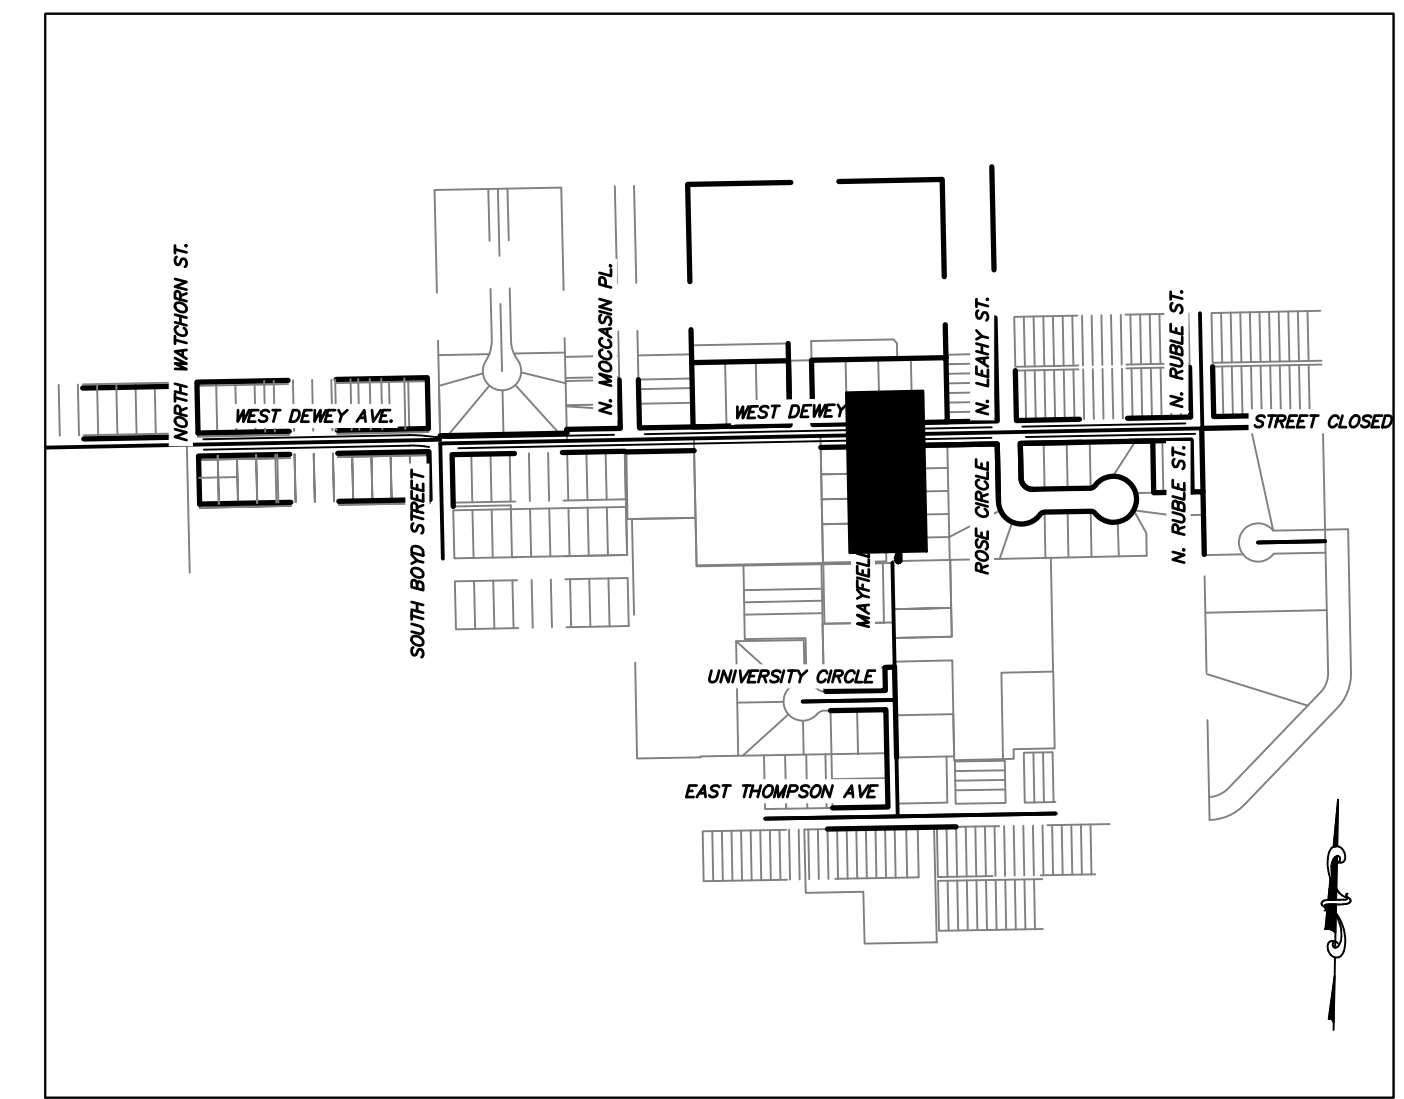 NORTH WATCHORN ST.
WEST DEWEY AVE.
SOUTH BOYD STREET
N. MOCCASIN PL.
WEST DEWEY
N. LEAHY ST.
N. RUBLE ST.
STREET CLOSED
ROSE CIRCLE
N. RUBLE ST.
UNIVERSITY CIRCLE
EAST THOMPSON AVE